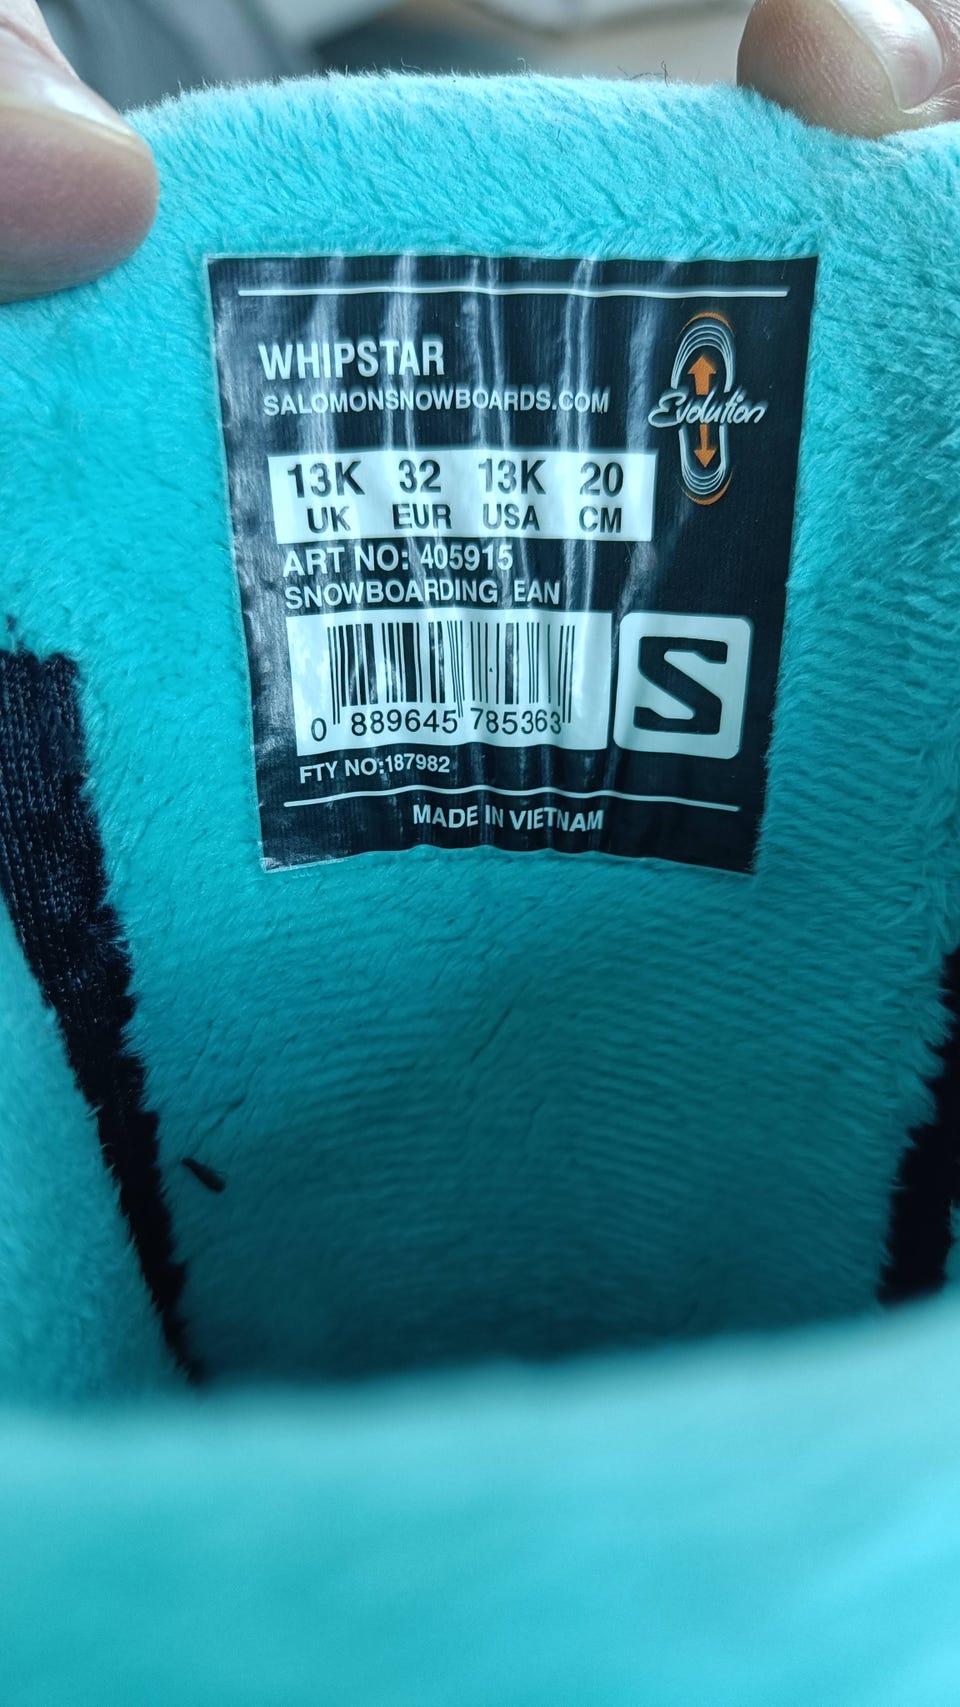 WHIPSTAR
SALOMONSNOWBOARDS.COM
Evolution
13K 32 13K 20
UK EUR USA CM
ART NO: 405915
SNOWBOARDING EAN
0 889645 785363
S
FTY NO:187982
MADE IN VIETNAM